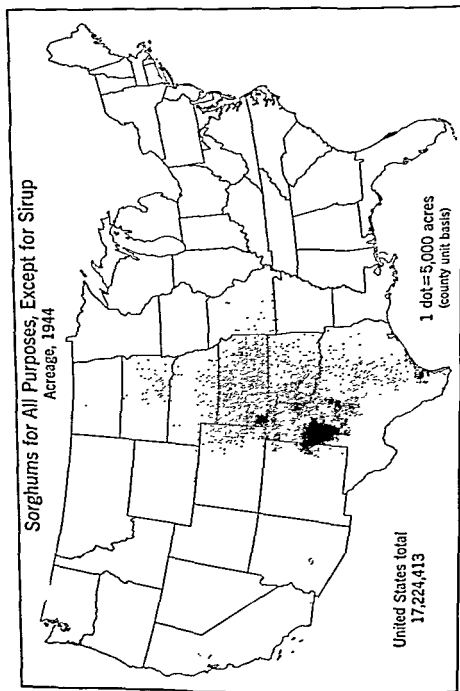 Sorghums for All Purposes, Except for Sirup
Acreage, 1944
United States total
17,224,413
1 dot=5,000 acres
(county unit basis)